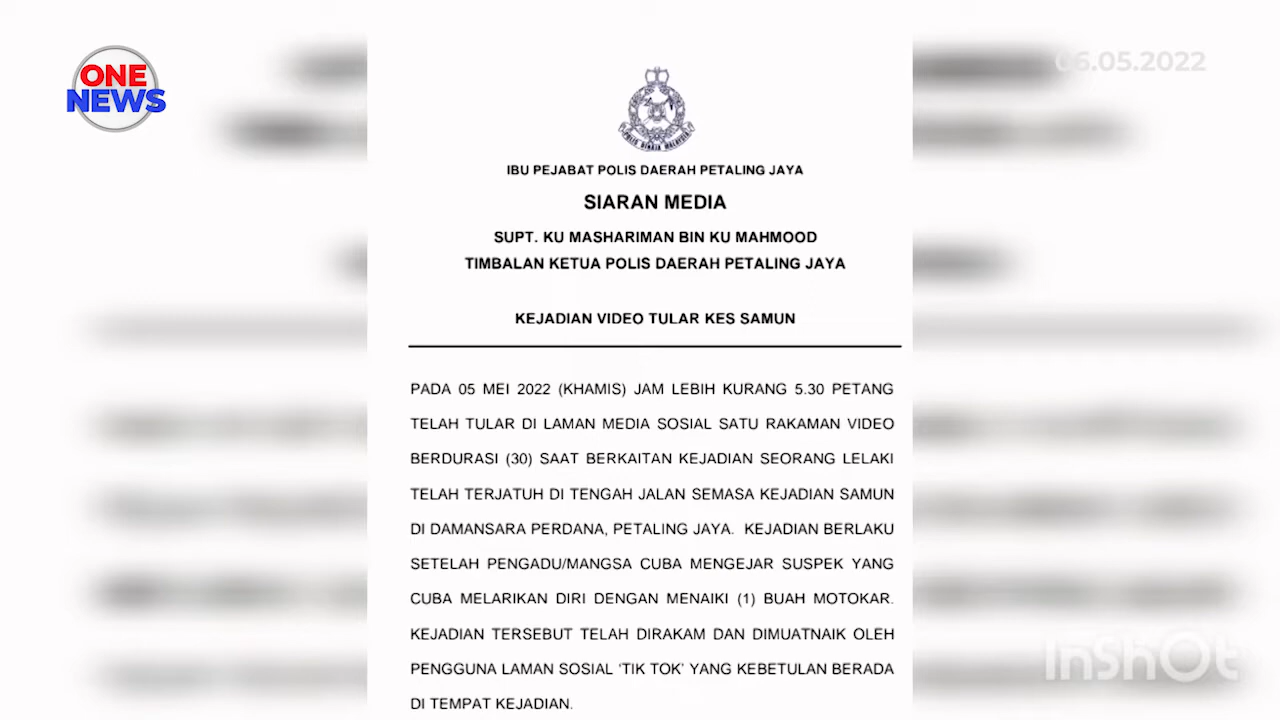 ONE
NEWS
06.05.2022
POLIS DIRAJA MALAYSIA
IBU PEJABAT POLIS DAERAH PETALING JAYA
SIARAN MEDIA
SUPT. KU MASHARIMAN BIN KU MAHMOOD
TIMBALAN KETUA POLIS DAERAH PETALING JAYA
KEJADIAN VIDEO TULAR KES SAMUN
PADA 05 MEI 2022 (KHAMIS) JAM LEBIH KURANG 5.30 PETANG
TELAH TULAR DI LAMAN MEDIA SOSIAL SATU RAKAMAN VIDEO
BERDURASI (30) SAAT BERKAITAN KEJADIAN SEORANG LELAKI
TELAH TERJATUH DI TENGAH JALAN SEMASA KEJADIAN SAMUN
DI DAMANSARA PERDANA, PETALING JAYA. KEJADIAN BERLAKU
SETELAH PENGADU/MANGSA CUBA MENGEJAR SUSPEK YANG
CUBA MELARIKAN DIRI DENGAN MENAIKI (1) BUAH MOTOKAR.
KEJADIAN TERSEBUT TELAH DIRAKAM DAN DIMUATNAIK OLEH
PENGGUNA LAMAN SOSIAL ‘TIK TOK’ YANG KEBETULAN BERADA
DI TEMPAT KEJADIAN.
InShOt